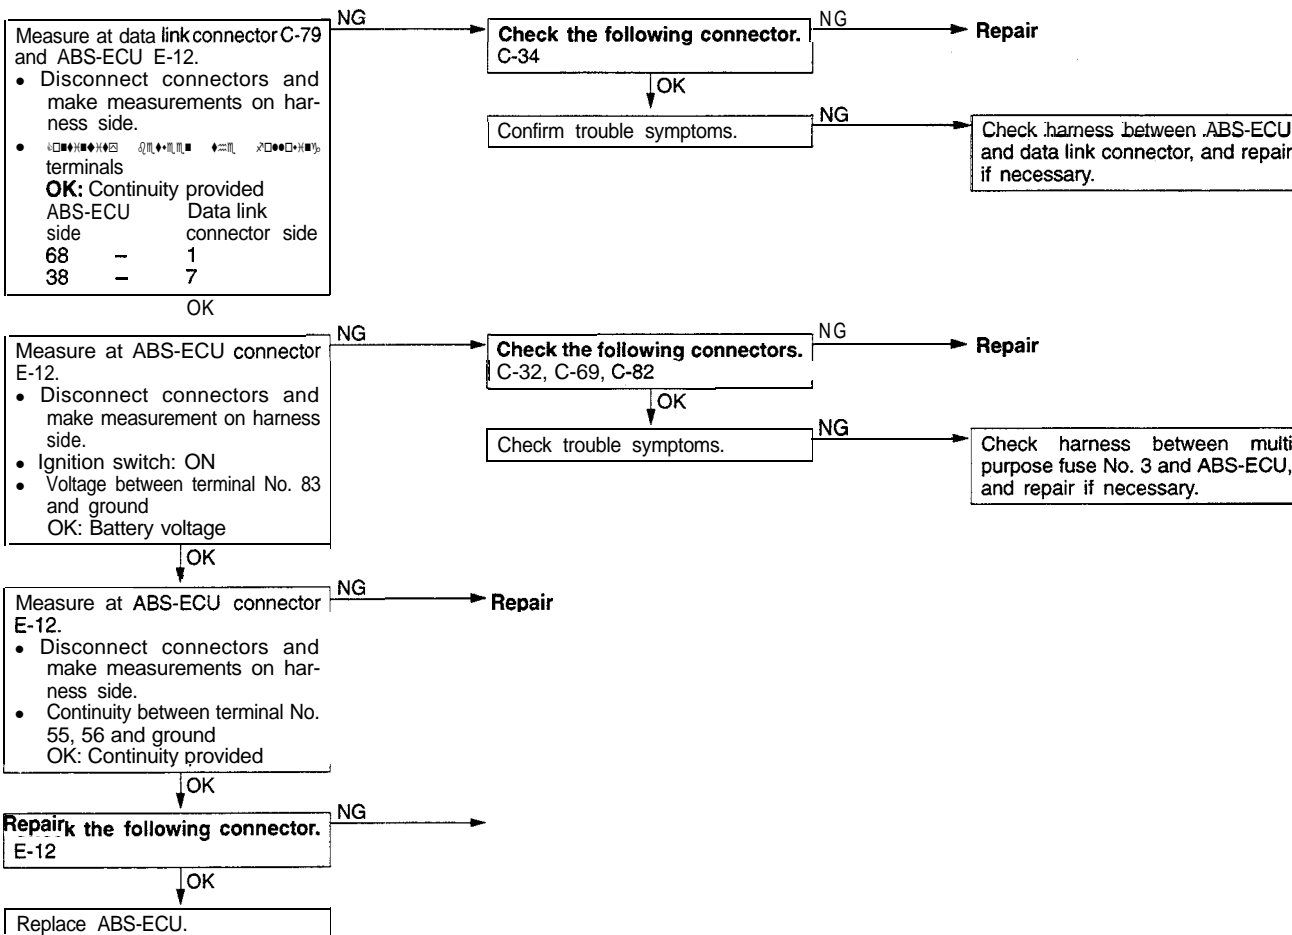 Measure at data link connector C-79
and ABS-ECU E-12.
• Disconnect connectors and
make measurements on har-
ness side.
•
terminals
OK: Continuity provided
ABS-ECU Data link
side connector side
68 – 1
38 – 7
NG
Check the following connector.
C-34
NG
Repair
OK
Confirm trouble symptoms.
NG
Check harness between ABS-ECU
and data link connector, and repair
if necessary.
OK
Measure at ABS-ECU connector
E-12.
• Disconnect connectors and
make measurement on harness
side.
• Ignition switch: ON
• Voltage between terminal No. 83
and ground
OK: Battery voltage
NG
Check the following connectors.
C-32, C-69, C-82
NG
Repair
OK
Check trouble symptoms.
NG
Check harness between multi
purpose fuse No. 3 and ABS-ECU,
and repair if necessary.
OK
Measure at ABS-ECU connector
E-12.
• Disconnect connectors and
make measurements on har-
ness side.
• Continuity between terminal No.
55, 56 and ground
OK: Continuity provided
NG
Repair
OK
Repair
k the following connector.
E-12
NG
OK
Replace ABS-ECU.